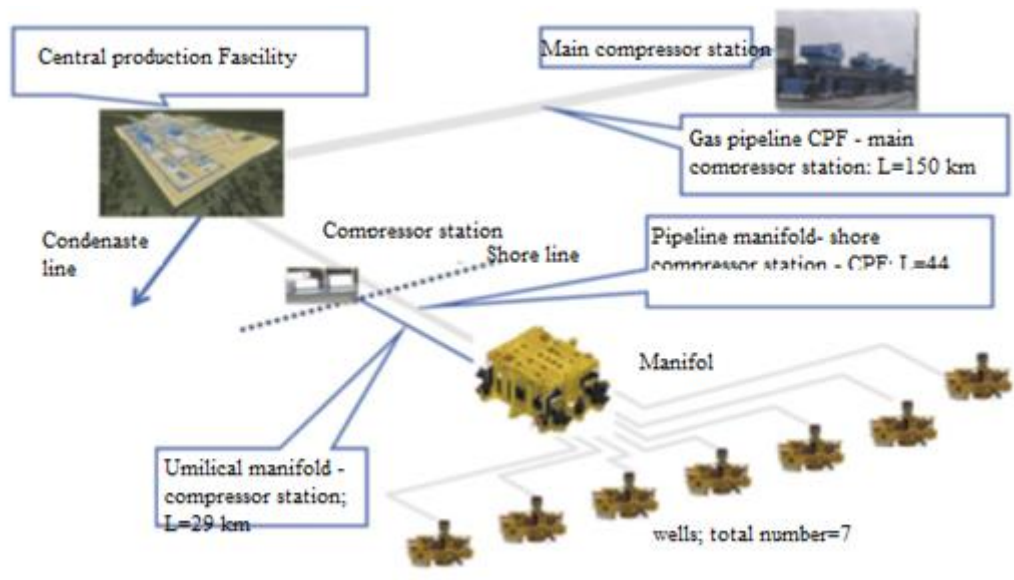 Central production Fascility
Main compressor station
Gas pipeline CPF - main
compressor station: L=150 km
Compressor station
Shore line
Condenaste
line
Pipeline manifold- shore
compressor station - CPF: L=44
Manifol
Umilical manifold -
compressor station;
L=29 km
wells; total number=7